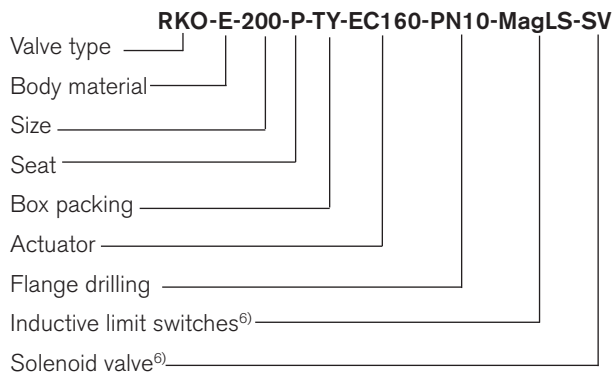 RKO-E-200-P-TY-EC160-PN10-MagLS-SV
Valve type
Body material
Size
Seat
Box packing
Actuator
Flange drilling
Inductive limit switches6)
Solenoid valve6)